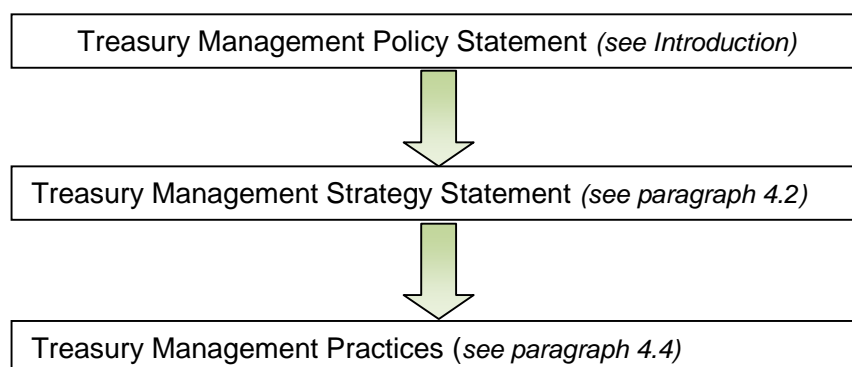 Treasury Management Policy Statement (see Introduction)
Treasury Management Strategy Statement (see paragraph 4.2)
Treasury Management Practices (see paragraph 4.4)